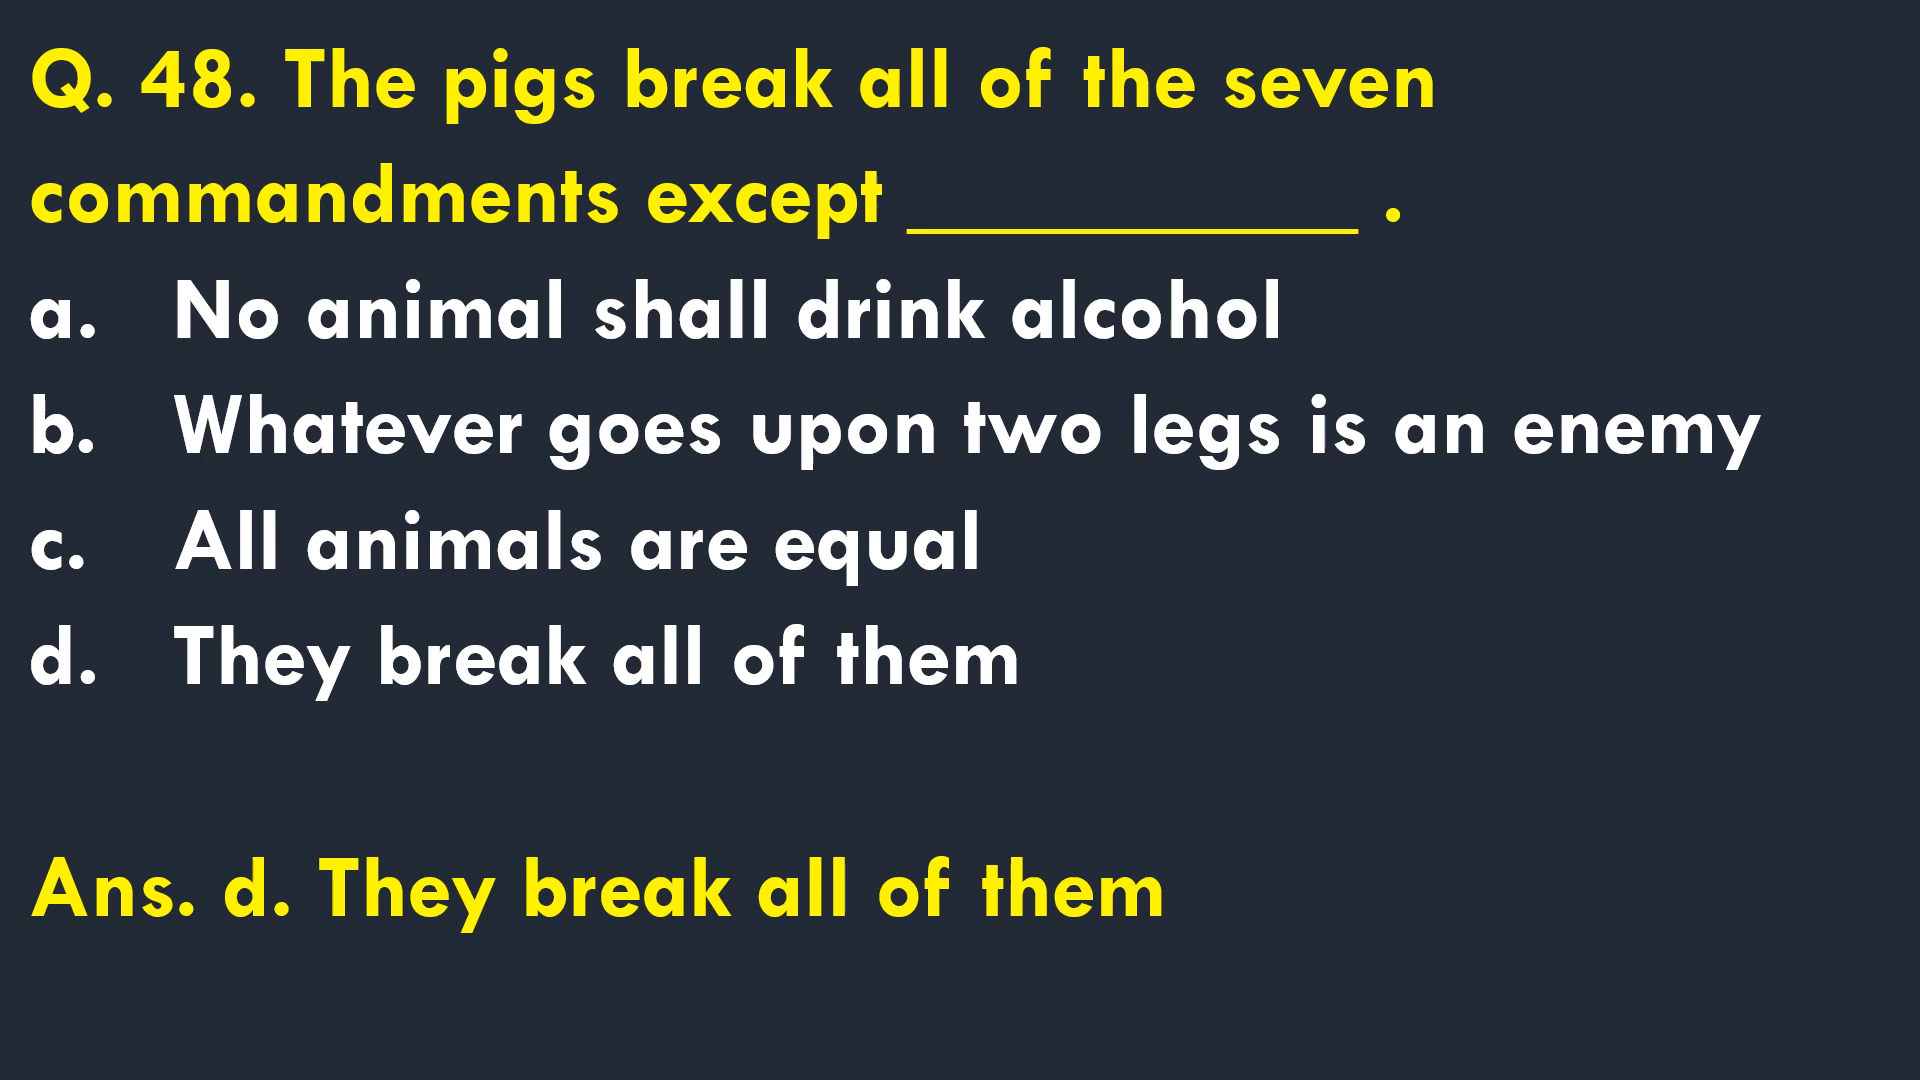 Q. 48. The pigs break all of the seven
commandments except ___________ .
a. No animal shall drink alcohol
b. Whatever goes upon two legs is an enemy
c. All animals are equal
d. They break all of them
Ans. d. They break all of them